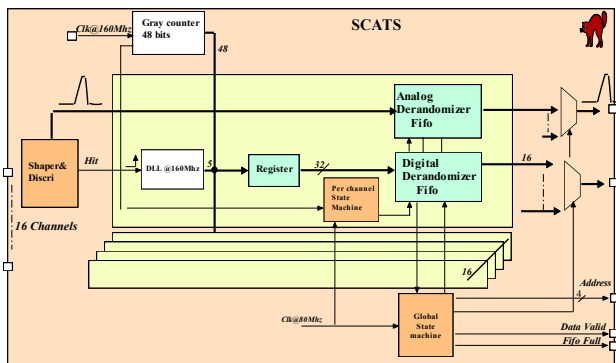 SCATS
Clk@160Mhz
Gray counter
48 bits
48
Analog
Derandomizer
Fifo
Shaper&
Discri
Hit
DLL @160Mhz
5
Register
32
Digital
Derandomizer
Fifo
16
Per channel
State
Machine
16 Channels
16
Clk@80Mhz
Global
State
machine
4
Address
Data Valid
Fifo Full